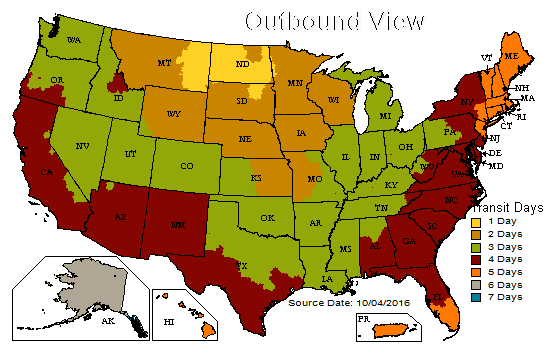 Outbound View
WA
MT
ND
MN
OR
ID
SD
WI
WY
MI
NE
IA
NV
UT
CO
KS
MO
IL
IN
OH
PA
NY
VT
ME
NH
MA
RI
CT
NJ
DE
MD
WV
VA
KY
CA
AZ
NM
OK
AR
TN
NC
SC
TX
LA
MS
AL
GA
FL
AK
HI
PR
Transit Days
1 Day
2 Days
3 Days
4 Days
5 Days
6 Days
7 Days
Source Date: 10/04/2016